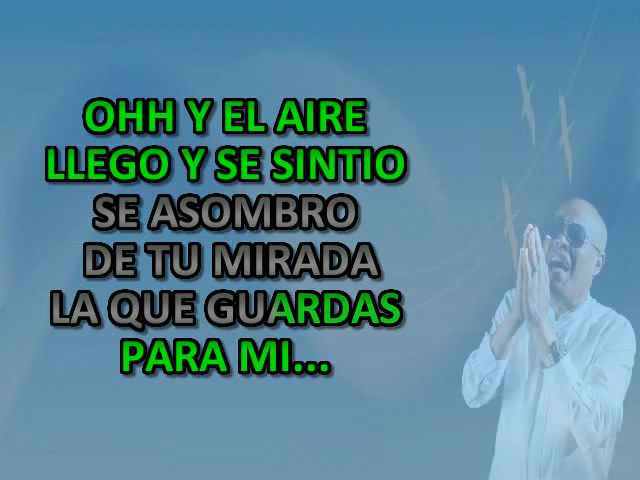 OHH Y EL AIRE
LLEGO Y SE SINTIO
SE ASOMBRO
DE TU MIRADA
LA QUE GUARDAS
PARA MI...